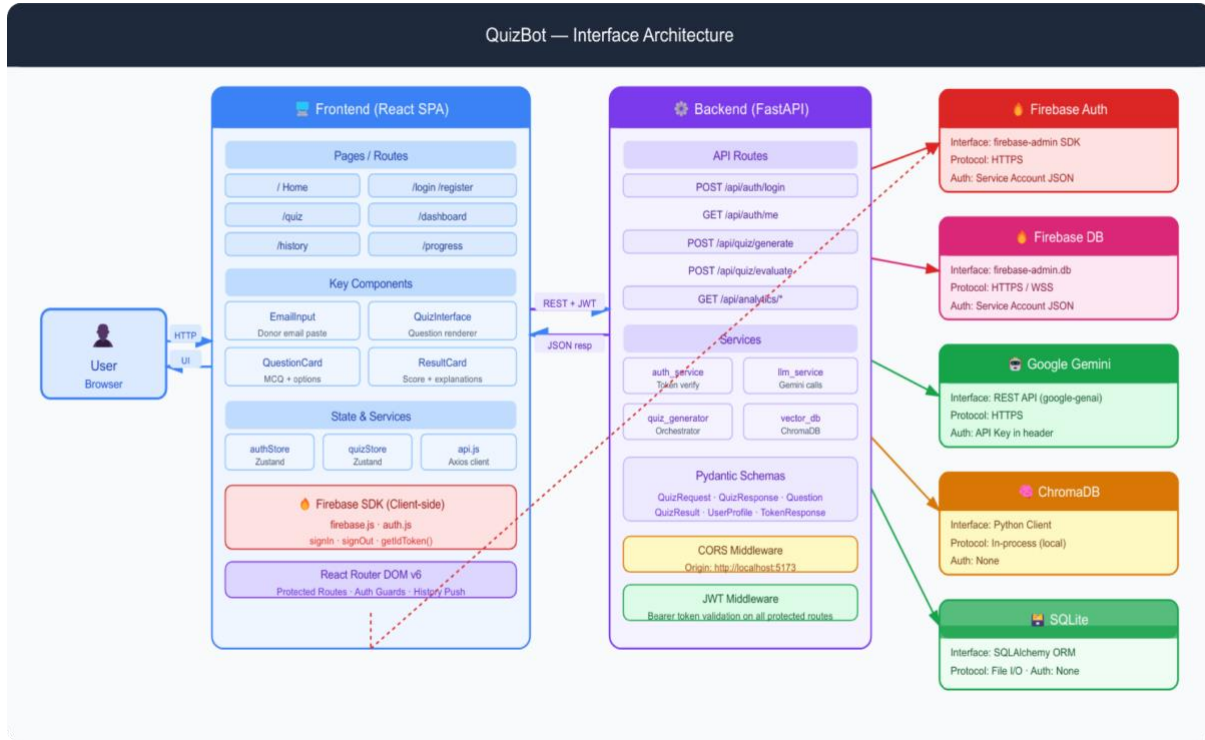 QuizBot — Interface Architecture
Frontend (React SPA)
Pages / Routes
/ Home
/login /register
/quiz
/dashboard
/history
/progress
Key Components
EmailInput
Donor email paste
QuizInterface
Question renderer
QuestionCard
MCQ + options
ResultCard
Score + explanations
State & Services
authStore
Zustand
quizStore
Zustand
api.js
Axios client
Firebase SDK (Client-side)
firebase.js · auth.js
signIn · signOut · getIdToken()
React Router DOM v6
Protected Routes · Auth Guards · History Push
User
Browser
HTTP
UI
REST + JWT
JSON resp
Backend (FastAPI)
API Routes
POST /api/auth/login
GET /api/auth/me
POST /api/quiz/generate
POST /api/quiz/evaluate
GET /api/analytics/*
Services
auth_service
Token verify
llm_service
Gemini calls
quiz_generator
Orchestrator
vector_db
ChromaDB
Pydantic Schemas
QuizRequest · QuizResponse · Question
QuizResult · UserProfile · TokenResponse
CORS Middleware
Origin: http://localhost:5173
JWT Middleware
Bearer token validation on all protected routes
Firebase Auth
Interface: firebase-admin SDK
Protocol: HTTPS
Auth: Service Account JSON
Firebase DB
Interface: firebase-admin.db
Protocol: HTTPS / WSS
Auth: Service Account JSON
Google Gemini
Interface: REST API (google-genai)
Protocol: HTTPS
Auth: API Key in header
ChromaDB
Interface: Python Client
Protocol: In-process (local)
Auth: None
SQLite
Interface: SQLAlchemy ORM
Protocol: File I/O · Auth: None